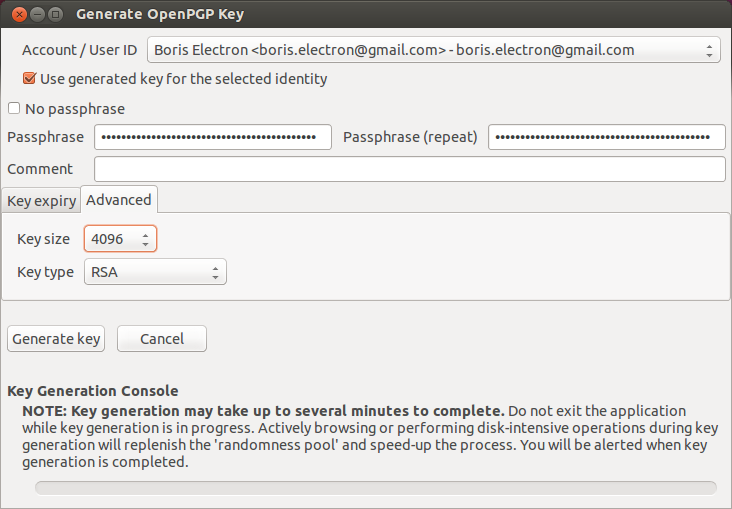 Generate OpenPGP Key
Account / User ID Boris Electron <boris.electron@gmail.com> - boris.electron@gmail.com
Use generated key for the selected identity
No passphrase
Passphrase Passphrase (repeat)
Comment
Key expiry Advanced
Key size 4096
Key type RSA
Generate key Cancel
Key Generation Console
NOTE: Key generation may take up to several minutes to complete. Do not exit the application
while key generation is in progress. Actively browsing or performing disk-intensive operations during key
generation will replenish the 'randomness pool' and speed-up the process. You will be alerted when key
generation is completed.